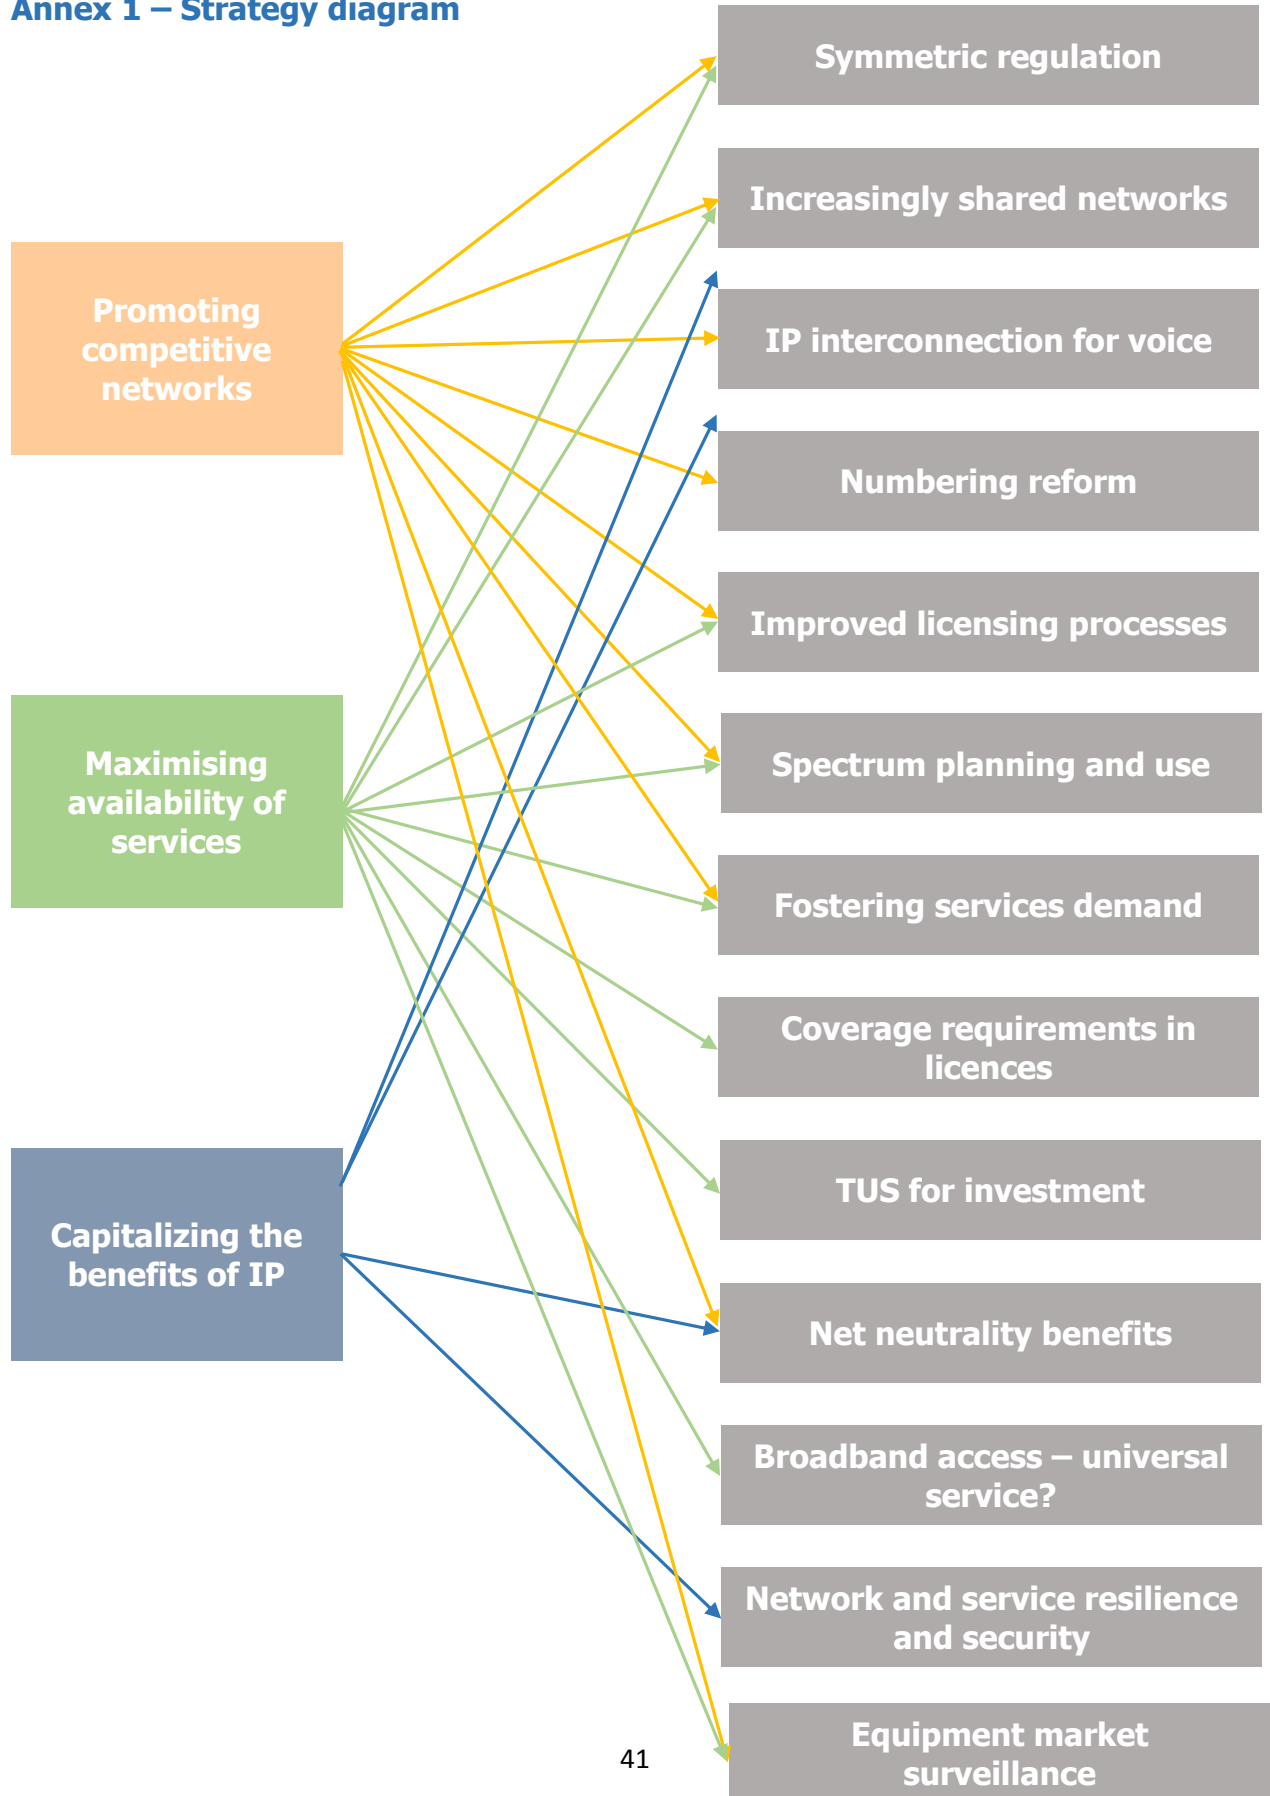 Annex 1 – Strategy diagram
Symmetric regulation
Increasingly shared networks
Promoting
competitive
networks
IP interconnection for voice
Numbering reform
Improved licensing processes
Maximising
availability of
services
Spectrum planning and use
Fostering services demand
Coverage requirements in
licences
Capitalizing the
benefits of IP
TUS for investment
Net neutrality benefits
Broadband access – universal
service?
Network and service resilience
and security
Equipment market
surveillance
41